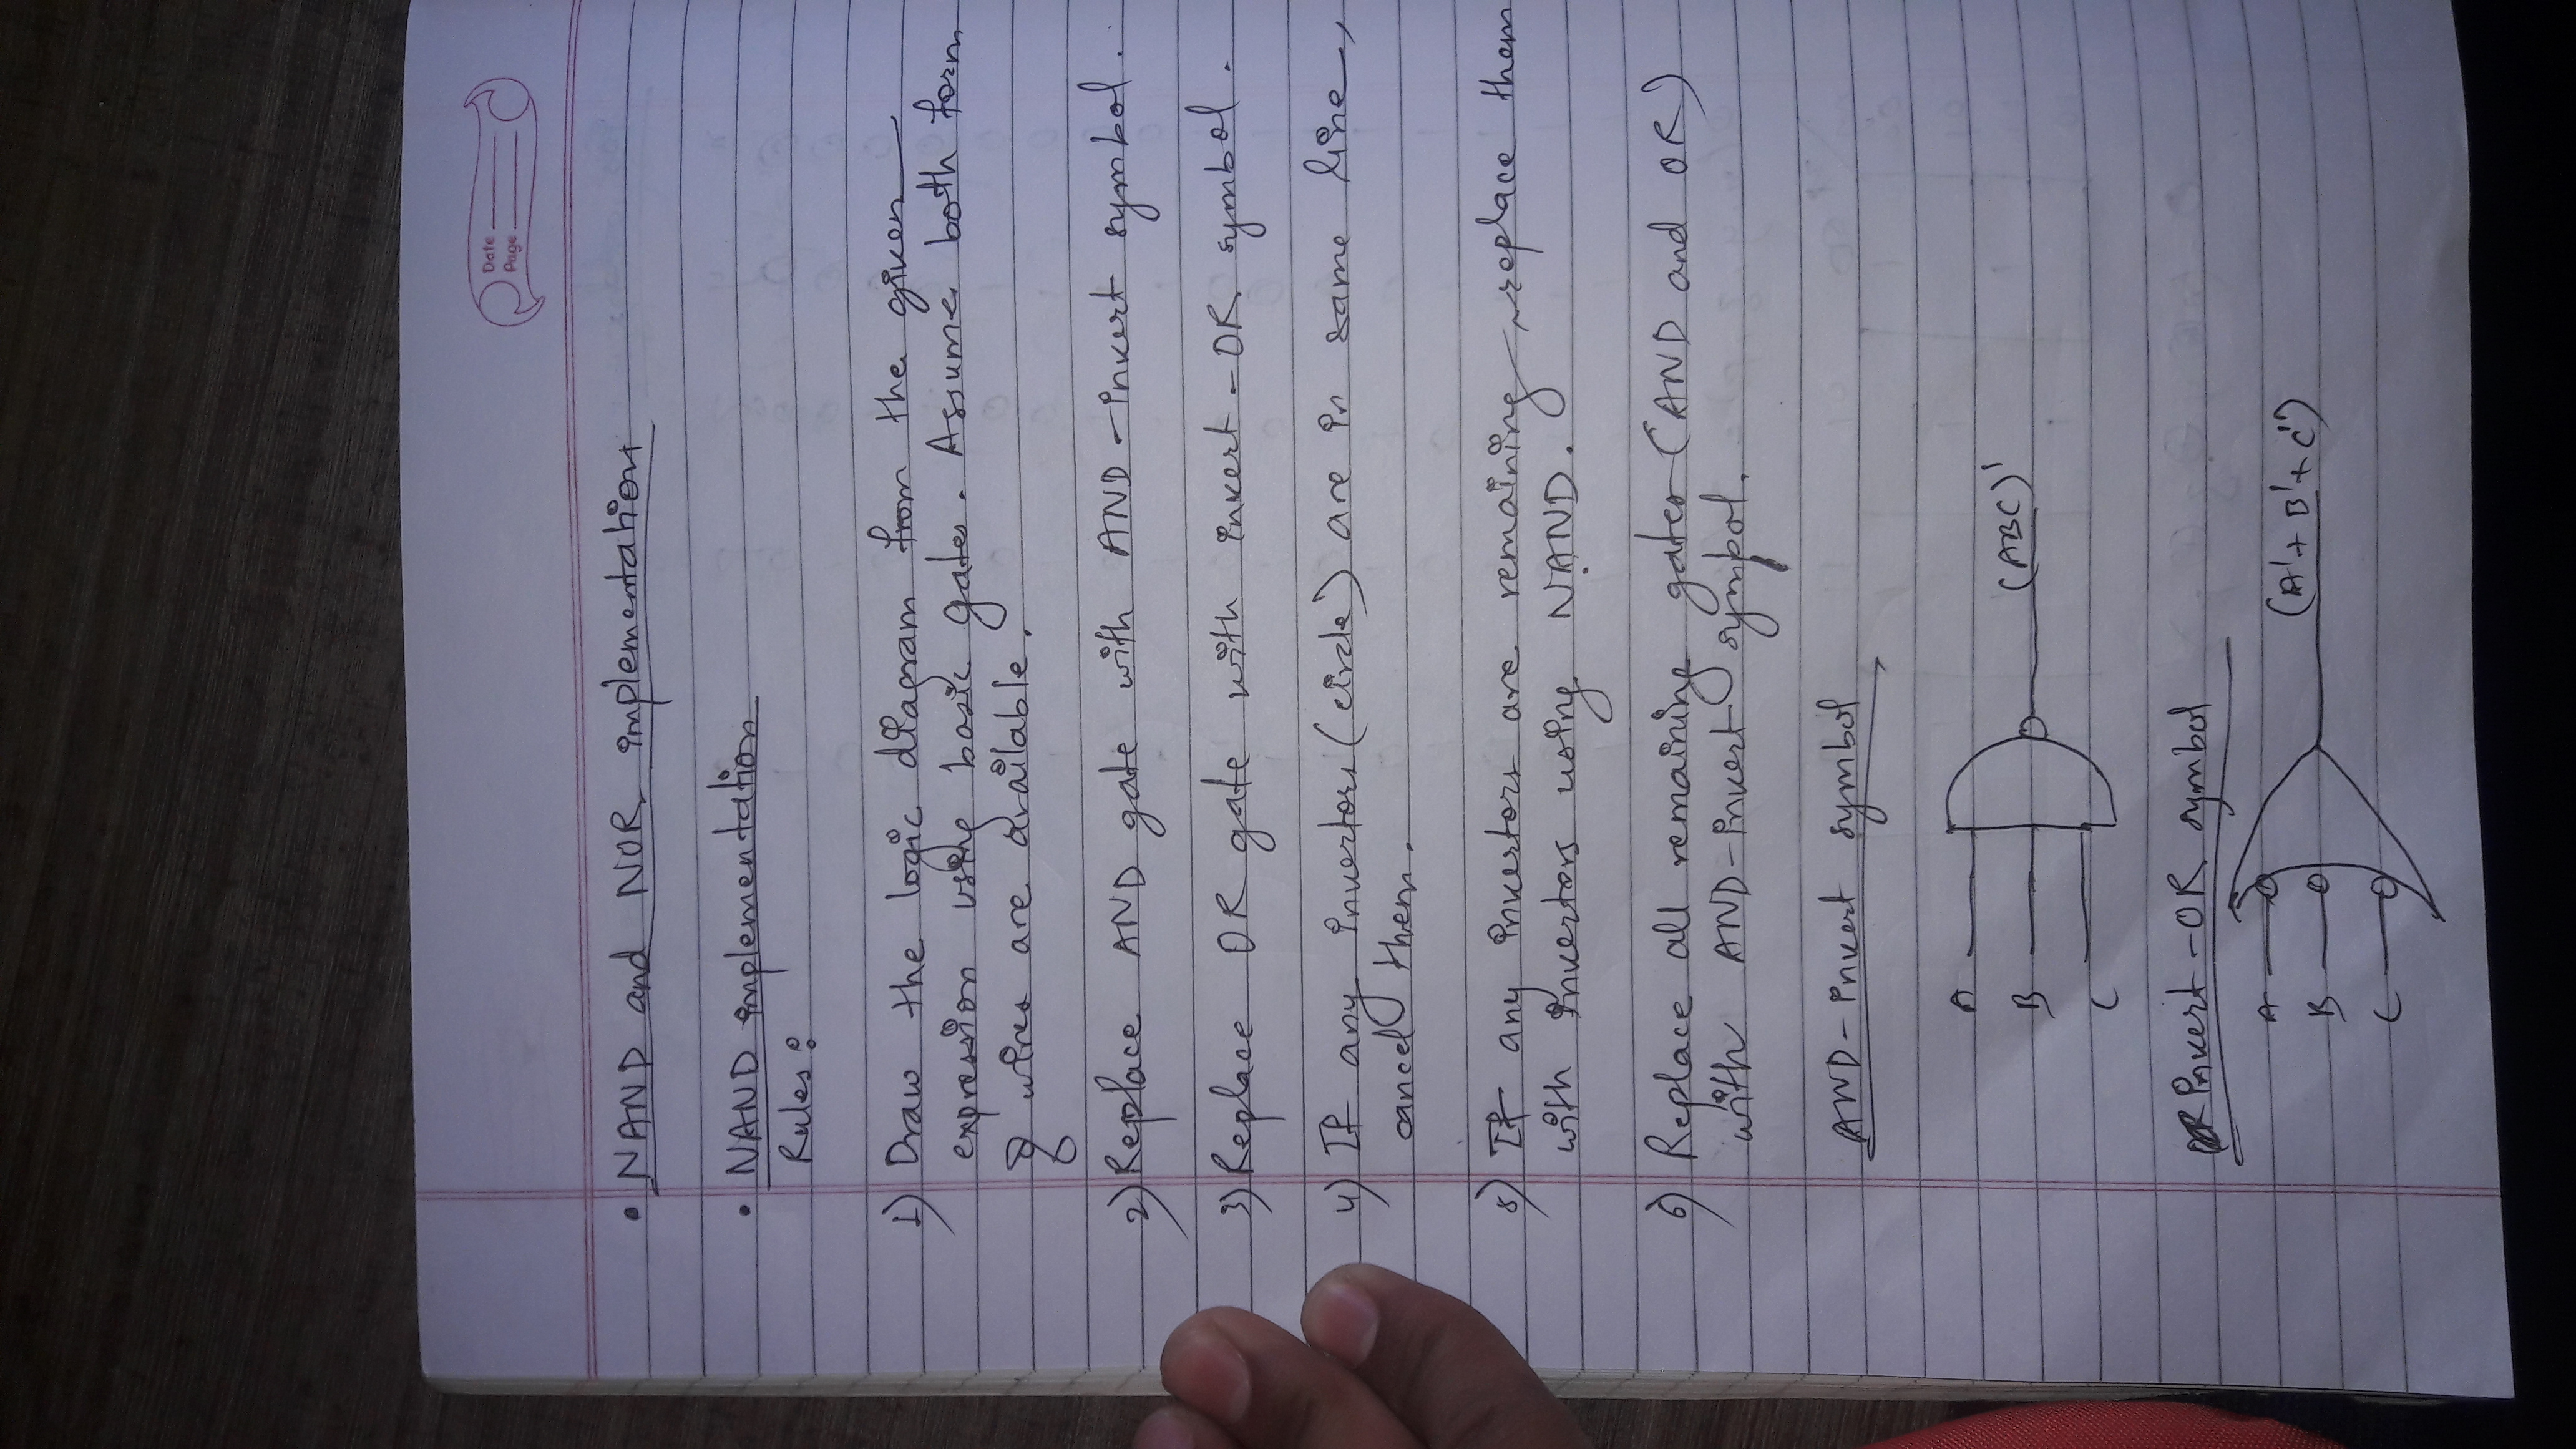 Date
Page
• NAND and NOR implementation
• NAND implementation
Rules:
1) Draw the logic diagram from the given
expression using basic gates. Assume both form
of wires are available.
2) Replace AND gate with AND-invert symbol.
3) Replace OR gate with invert-OR symbol.
4) If any invertors (circle) are in same line,
cancel them.
5) If any invertors are remaining replace them
with invertors using NAND.
6) Replace all remaining gates (AND and OR)
with AND-invert symbol.
AND-invert symbol
A
B
C
(ABC)'
invert-OR symbol
A
B
C
(A'+B'+C')